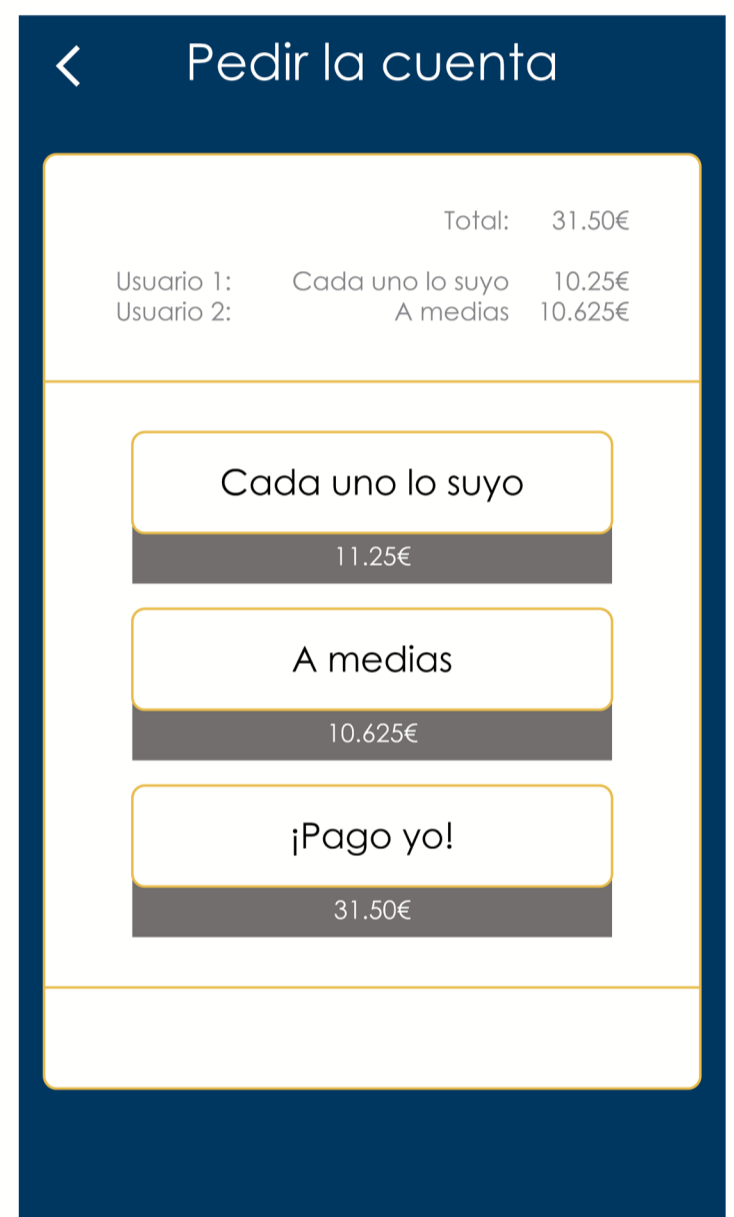 Pedir la cuenta
Total: 31.50€
Usuario 1: Cada uno lo suyo 10.25€
Usuario 2: A medias 10.625€
Cada uno lo suyo
11.25€
A medias
10.625€
¡Pago yo!
31.50€